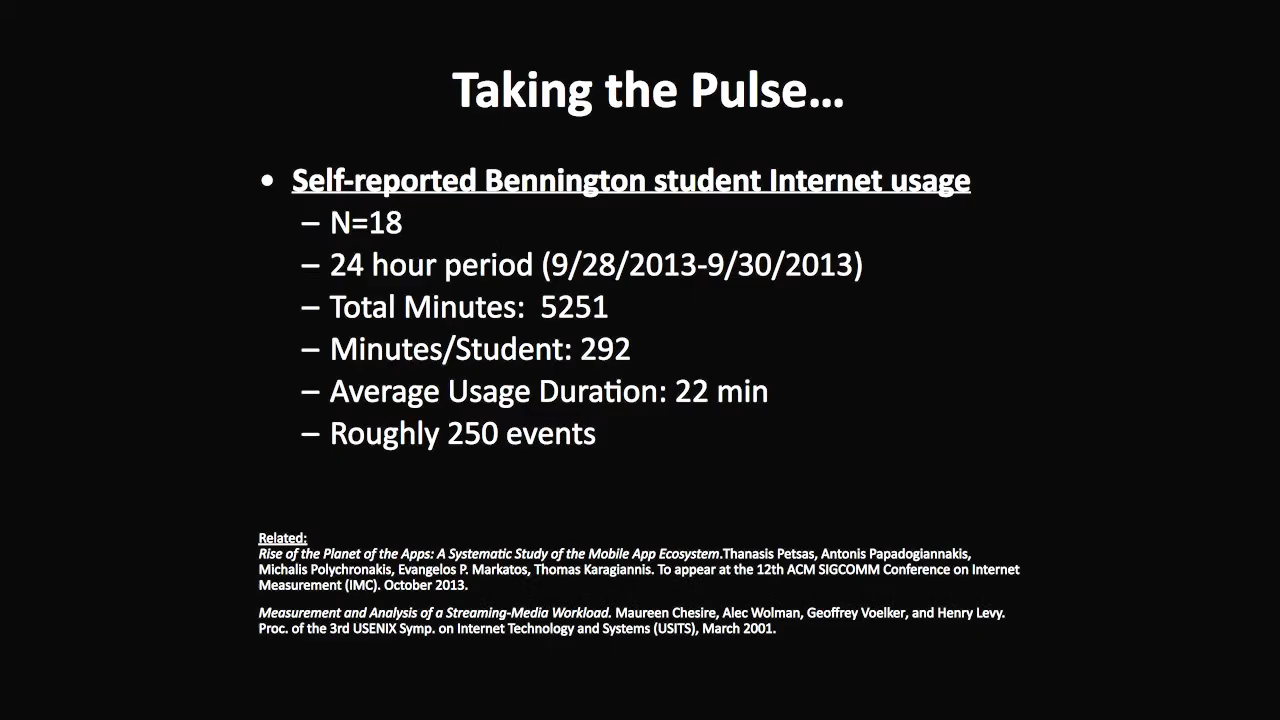 Taking the Pulse…
• Self-reported Bennington student Internet usage
– N=18
– 24 hour period (9/28/2013-9/30/2013)
– Total Minutes:  5251
– Minutes/Student: 292
– Average Usage Duration: 22 min
– Roughly 250 events
Related:
Rise of the Planet of the Apps: A Systematic Study of the Mobile App Ecosystem.Thanasis Petsas, Antonis Papadogiannakis,
Michalis Polychronakis, Evangelos P. Markatos, Thomas Karagiannis. To appear at the 12th ACM SIGCOMM Conference on Internet
Measurement (IMC). October 2013.
Measurement and Analysis of a Streaming-Media Workload. Maureen Chesire, Alec Wolman, Geoffrey Voelker, and Henry Levy.
Proc. of the 3rd USENIX Symp. on Internet Technology and Systems (USITS), March 2001.